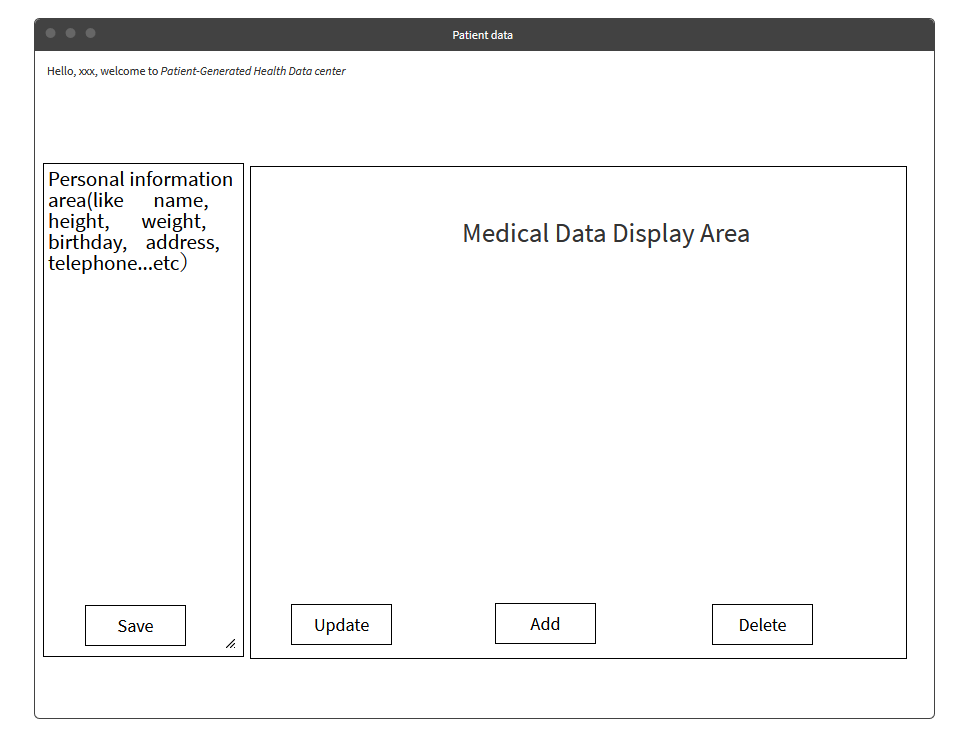 Patient data
Hello, xxx, welcome to Patient-Generated Health Data center
Personal information
area(like name,
height, weight,
birthday, address,
telephone...etc）
Medical Data Display Area
Save
Update
Add
Delete